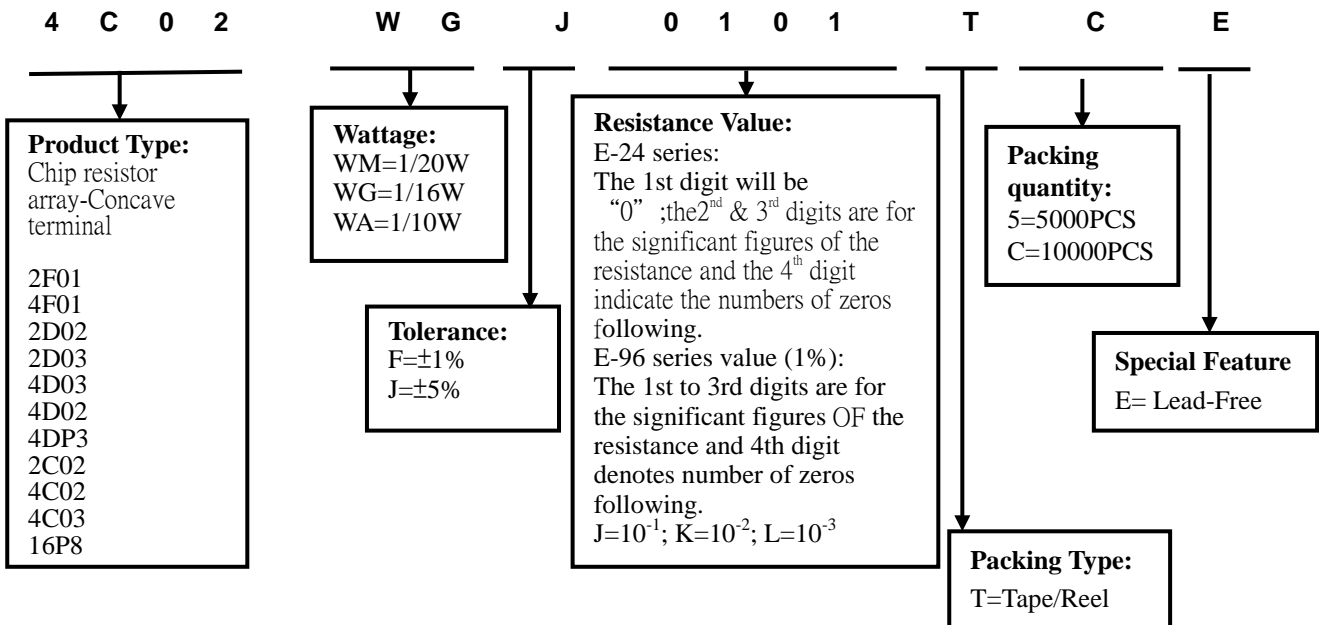 4 C 0 2 W G J 0 1 0 1 T C E
Product Type:
Chip resistor
array-Concave
terminal
2F01
4F01
2D02
2D03
4D03
4D02
4DP3
2C02
4C02
4C03
16P8
Wattage:
WM=1/20W
WG=1/16W
WA=1/10W
Tolerance:
F=±1%
J=±5%
Resistance Value:
E-24 series:
The 1st digit will be
“0” ;the2nd & 3rd digits are for
the significant figures of the
resistance and the 4th digit
indicate the numbers of zeros
following.
E-96 series value (1%):
The 1st to 3rd digits are for
the significant figures OF the
resistance and 4th digit
denotes number of zeros
following.
J=10-1; K=10-2; L=10-3
Packing
quantity:
5=5000PCS
C=10000PCS
Special Feature
E= Lead-Free
Packing Type:
T=Tape/Reel